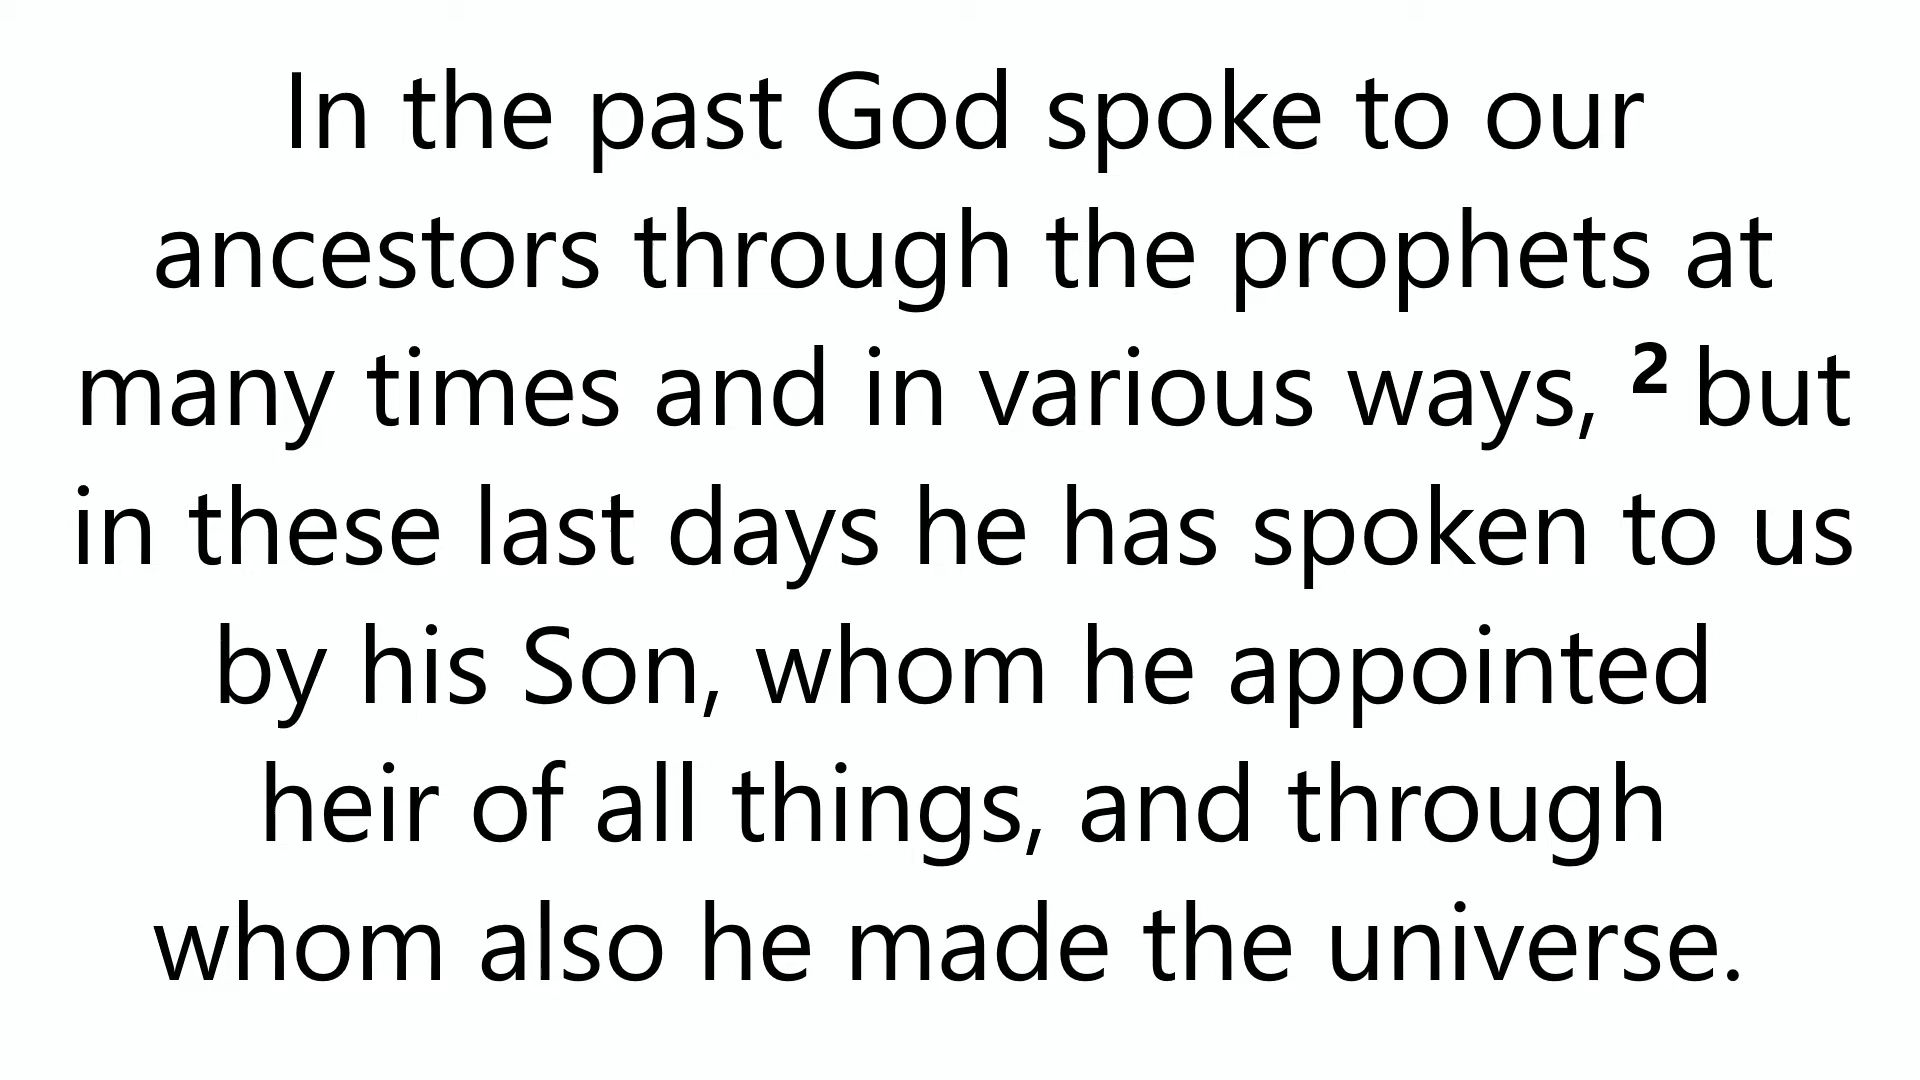 In the past God spoke to our
ancestors through the prophets at
many times and in various ways, ² but
in these last days he has spoken to us
by his Son, whom he appointed
heir of all things, and through
whom also he made the universe.